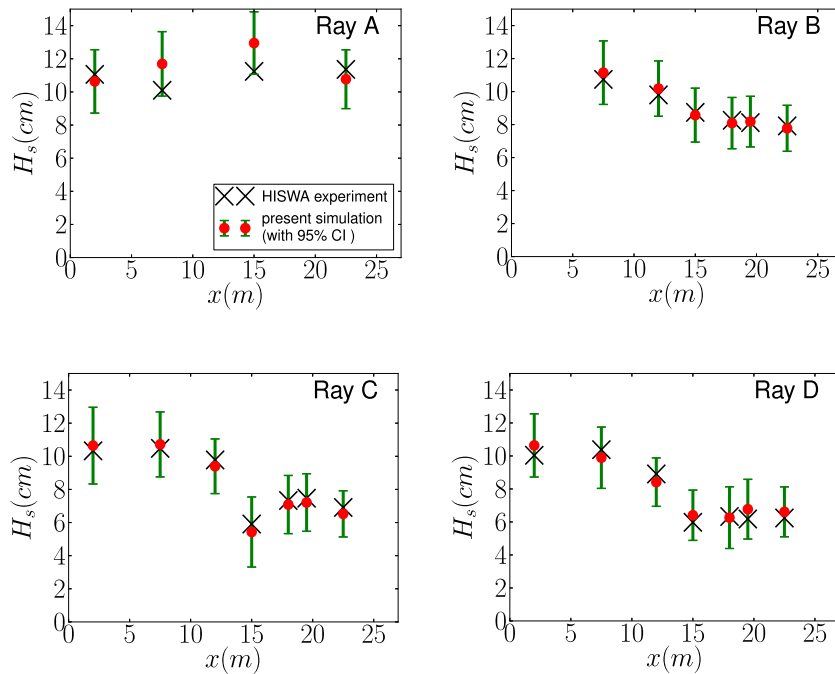 Ray A
14
12
10
8
6
4
2
0
H_s(cm)
HISWA experiment
present simulation
(with 95% CI )
0 5 10 15 20 25
x(m)
Ray B
14
12
10
8
6
4
2
0
H_s(cm)
0 5 10 15 20 25
x(m)
Ray C
14
12
10
8
6
4
2
0
H_s(cm)
0 5 10 15 20 25
x(m)
Ray D
14
12
10
8
6
4
2
0
H_s(cm)
0 5 10 15 20 25
x(m)